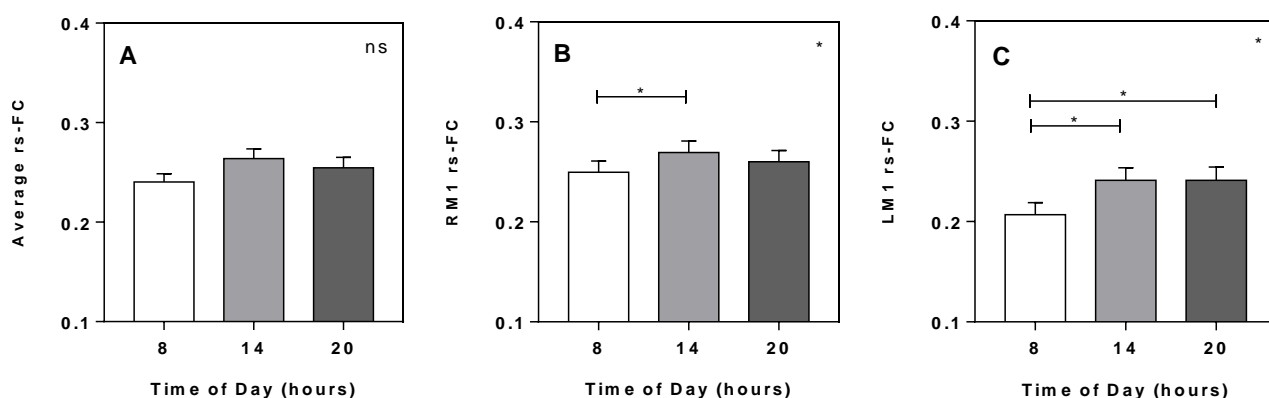 A
ns
Average rs-FC
0.4
0.3
0.2
0.1
8 14 20
Time of Day (hours)
B
*
*
RM1 rs-FC
0.4
0.3
0.2
0.1
8 14 20
Time of Day (hours)
C
*
*
*
LM1 rs-FC
0.4
0.3
0.2
0.1
8 14 20
Time of Day (hours)